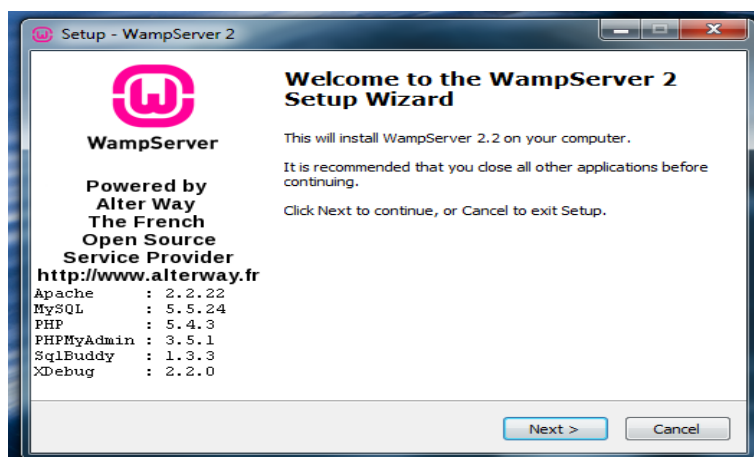 Setup - WampServer 2
WampServer
Powered by
Alter Way
The French
Open Source
Service Provider
http://www.alterway.fr
Apache : 2.2.22
MySQL : 5.5.24
PHP : 5.4.3
PHPMyAdmin : 3.5.1
SqlBuddy : 1.3.3
XDebug : 2.2.0
Welcome to the WampServer 2
Setup Wizard
This will install WampServer 2.2 on your computer.
It is recommended that you close all other applications before
continuing.
Click Next to continue, or Cancel to exit Setup.
Next >
Cancel